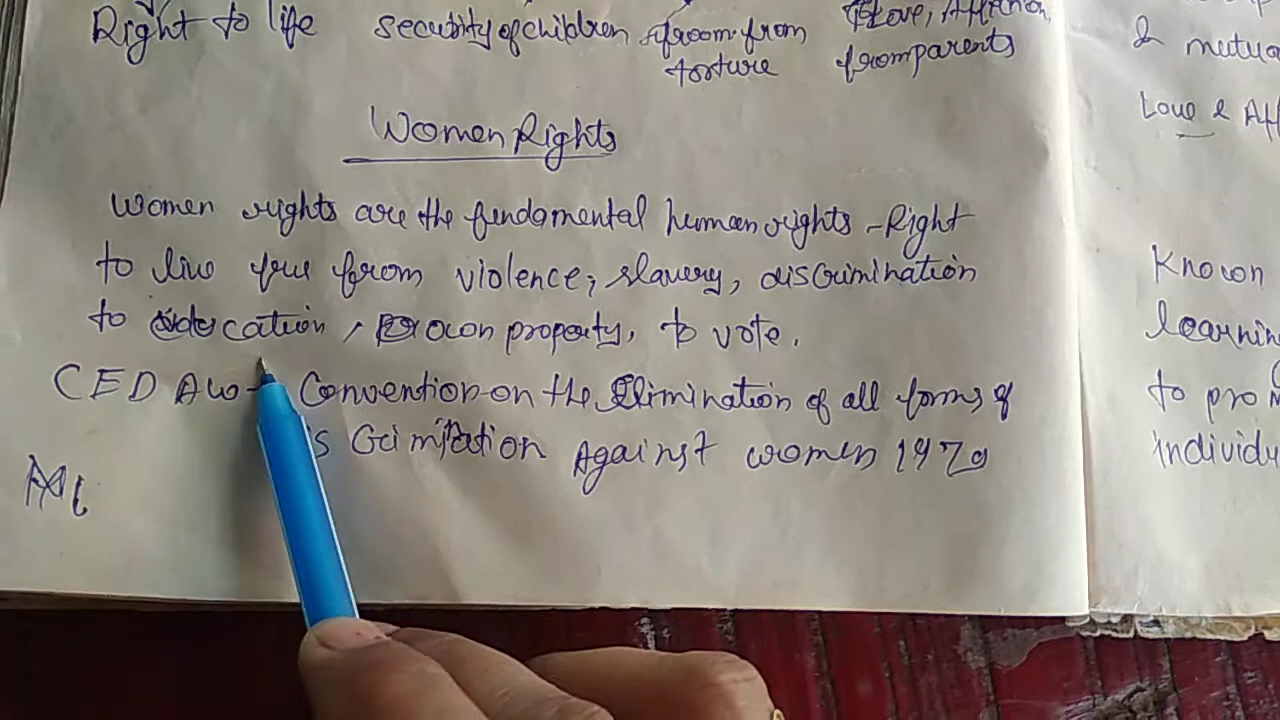 Right to life security of children freedom from torture Love, Affection from parents
Women Rights
Women rights are the fundamental human rights - Right
to live free from violence, slavery, discrimination
to education, own property, to vote.
CEDAW - Convention on the Elimination of all forms of
Against women 1979
& mutua
Love & Aff
Known
learning
to pro
individu